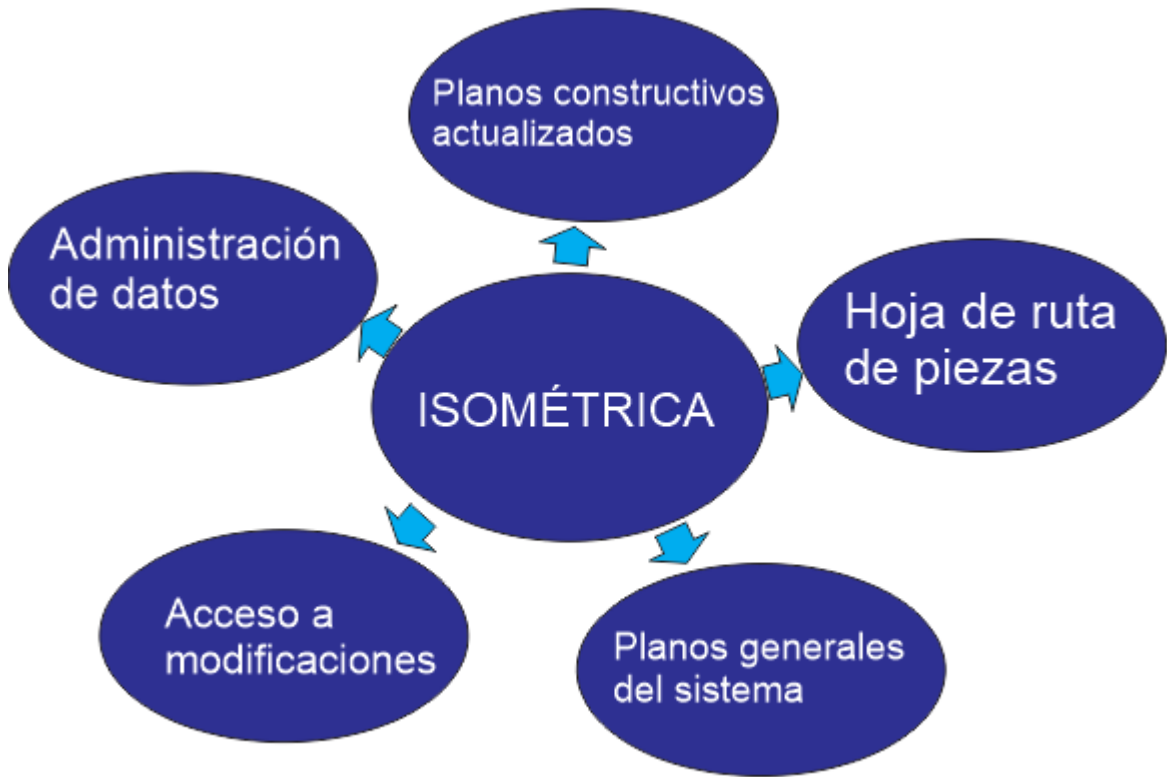 Planos constructivos
actualizados
Administración
de datos
Hoja de ruta
de piezas
ISOMÉTRICA
Acceso a
modificaciones
Planos generales
del sistema